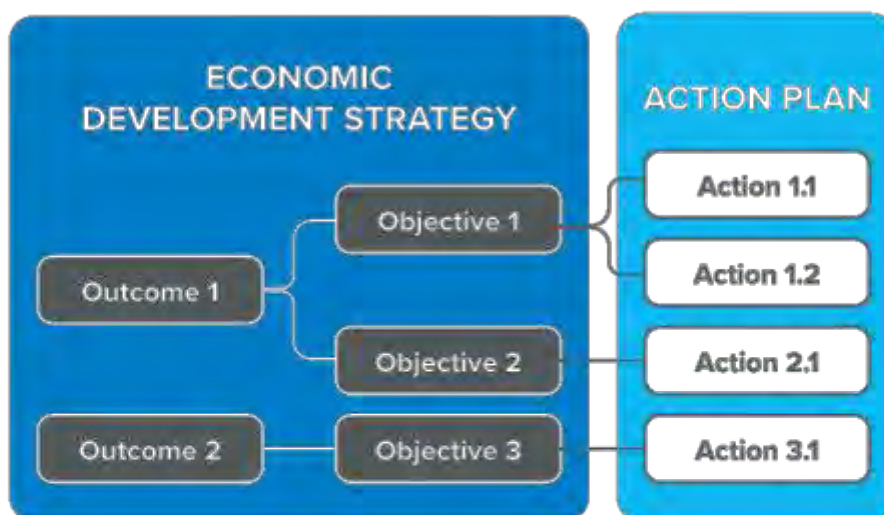 ECONOMIC
DEVELOPMENT STRATEGY
ACTION PLAN
Outcome 1
Objective 1
Action 1.1
Action 1.2
Objective 2
Action 2.1
Outcome 2
Objective 3
Action 3.1